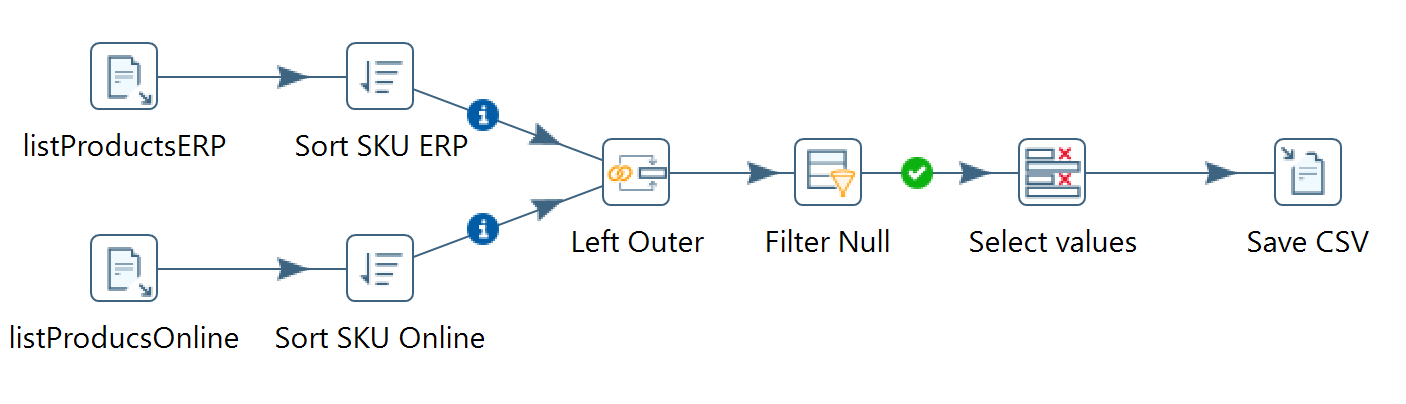 listProductsERP
Sort SKU ERP
Left Outer
Filter Null
Select values
Save CSV
listProducsOnline
Sort SKU Online